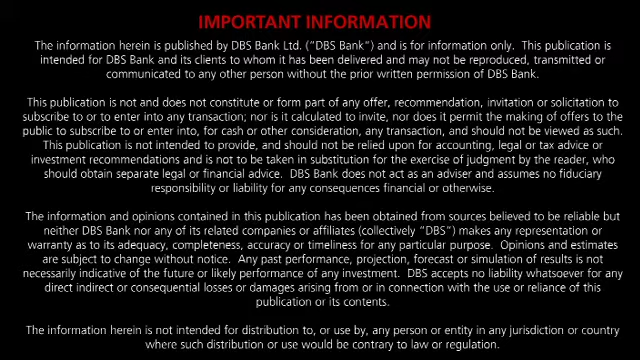 IMPORTANT INFORMATION
The information herein is published by DBS Bank Ltd. (“DBS Bank”) and is for information only. This publication is
intended for DBS Bank and its clients to whom it has been delivered and may not be reproduced, transmitted or
communicated to any other person without the prior written permission of DBS Bank.
This publication is not and does not constitute or form part of any offer, recommendation, invitation or solicitation to
subscribe to or to enter into any transaction; nor is it calculated to invite, nor does it permit the making of offers to the
public to subscribe to or enter into, for cash or other consideration, any transaction, and should not be viewed as such.
This publication is not intended to provide, and should not be relied upon for accounting, legal or tax advice or
investment recommendations and is not to be taken in substitution for the exercise of judgment by the reader, who
should obtain separate legal or financial advice. DBS Bank does not act as an adviser and assumes no fiduciary
responsibility or liability for any consequences financial or otherwise.
The information and opinions contained in this publication has been obtained from sources believed to be reliable but
neither DBS Bank nor any of its related companies or affiliates (collectively “DBS”) makes any representation or
warranty as to its adequacy, completeness, accuracy or timeliness for any particular purpose. Opinions and estimates
are subject to change without notice. Any past performance, projection, forecast or simulation of results is not
necessarily indicative of the future or likely performance of any investment. DBS accepts no liability whatsoever for any
direct indirect or consequential losses or damages arising from or in connection with the use or reliance of this
publication or its contents.
The information herein is not intended for distribution to, or use by, any person or entity in any jurisdiction or country
where such distribution or use would be contrary to law or regulation.